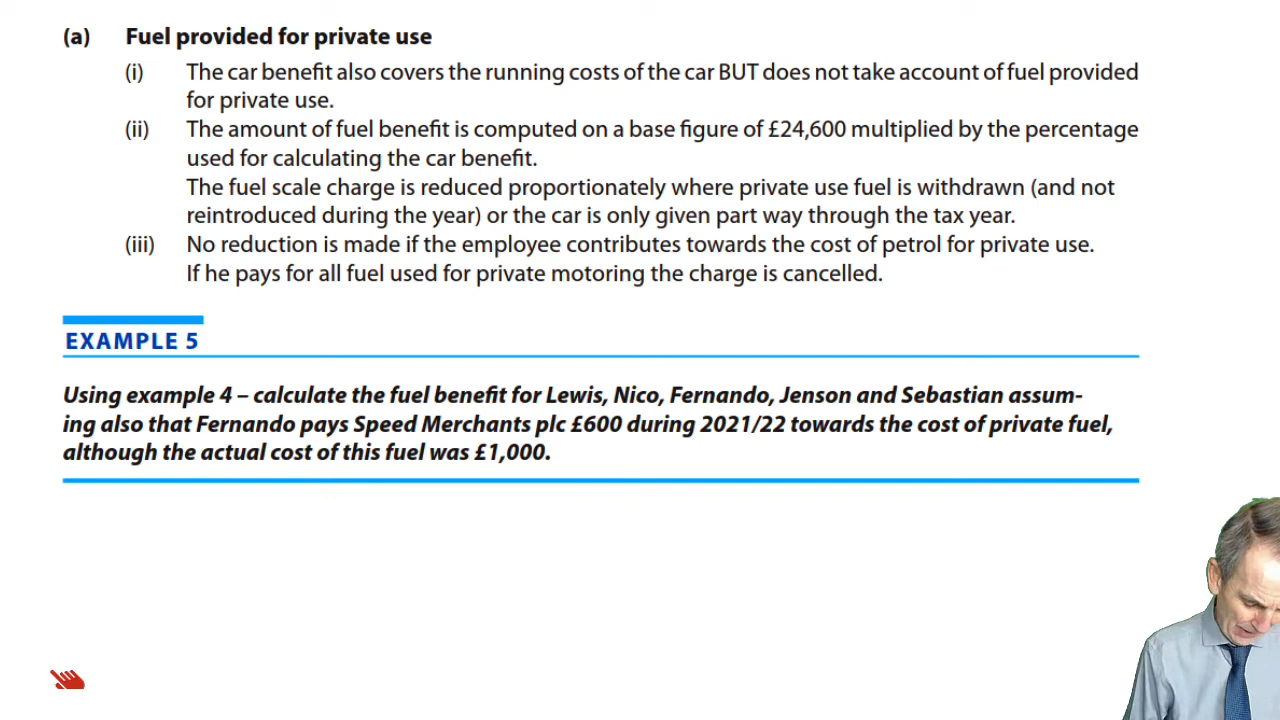 (a) Fuel provided for private use
(i) The car benefit also covers the running costs of the car BUT does not take account of fuel provided
for private use.
(ii) The amount of fuel benefit is computed on a base figure of £24,600 multiplied by the percentage
used for calculating the car benefit.
The fuel scale charge is reduced proportionately where private use fuel is withdrawn (and not
reintroduced during the year) or the car is only given part way through the tax year.
(iii) No reduction is made if the employee contributes towards the cost of petrol for private use.
If he pays for all fuel used for private motoring the charge is cancelled.
EXAMPLE 5
Using example 4 – calculate the fuel benefit for Lewis, Nico, Fernando, Jenson and Sebastian assum-
ing also that Fernando pays Speed Merchants plc £600 during 2021/22 towards the cost of private fuel,
although the actual cost of this fuel was £1,000.